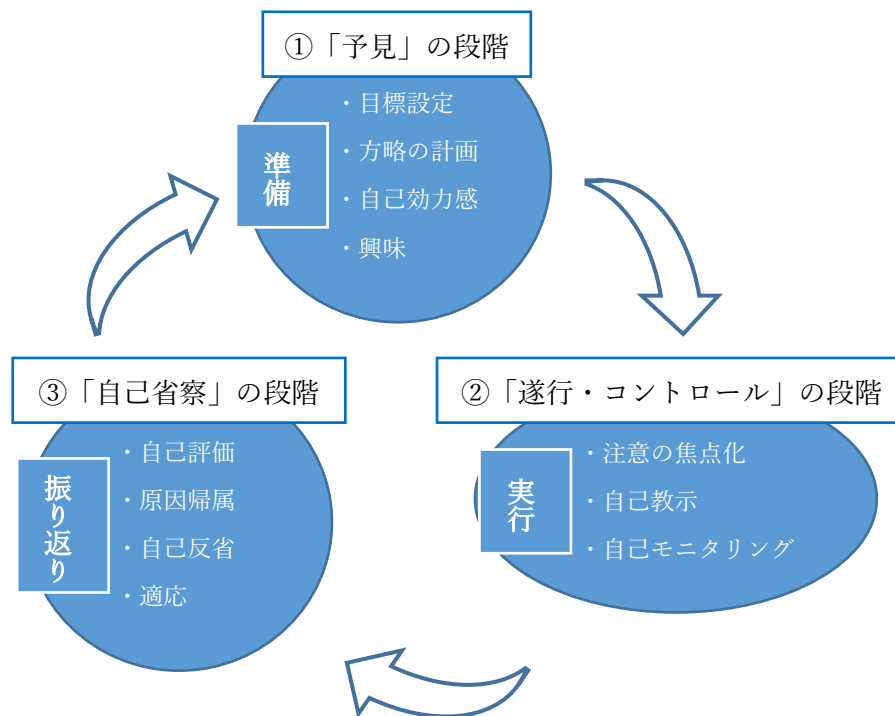 ①「予見」の段階
準備
・目標設定
・方略の計画
・自己効力感
・興味
②「遂行・コントロール」の段階
実行
・注意の焦点化
・自己教示
・自己モニタリング
③「自己省察」の段階
振り返り
・自己評価
・原因帰属
・自己反省
・適応